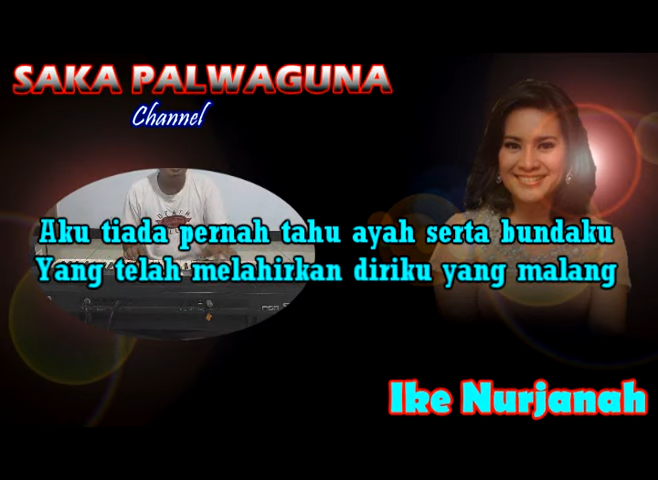 SAKA PALWAGUNA
Channel
Aku tiada pernah tahu ayah serta bundaku
Yang telah melahirkan diriku yang malang
Ike Nurjanah